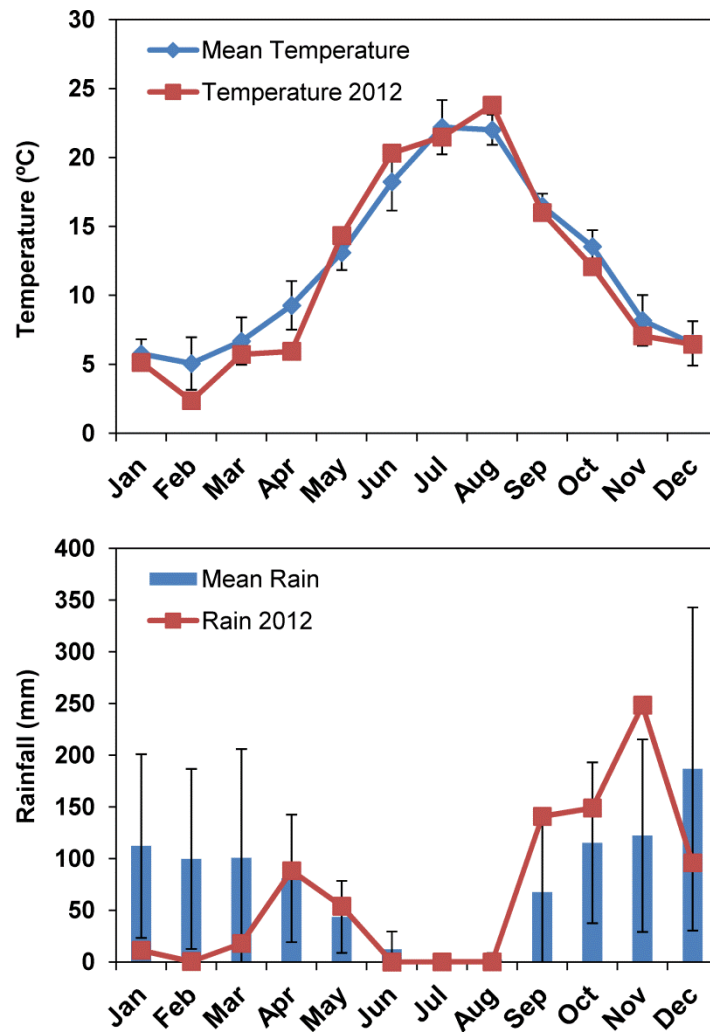 30
25
20
15
10
5
0
Temperature (ºC)
Mean Temperature
Temperature 2012
Jan Feb Mar Apr May Jun Jul Aug Sep Oct Nov Dec
400
350
300
250
200
150
100
50
0
Rainfall (mm)
Mean Rain
Rain 2012
Jan Feb Mar Apr May Jun Jul Aug Sep Oct Nov Dec